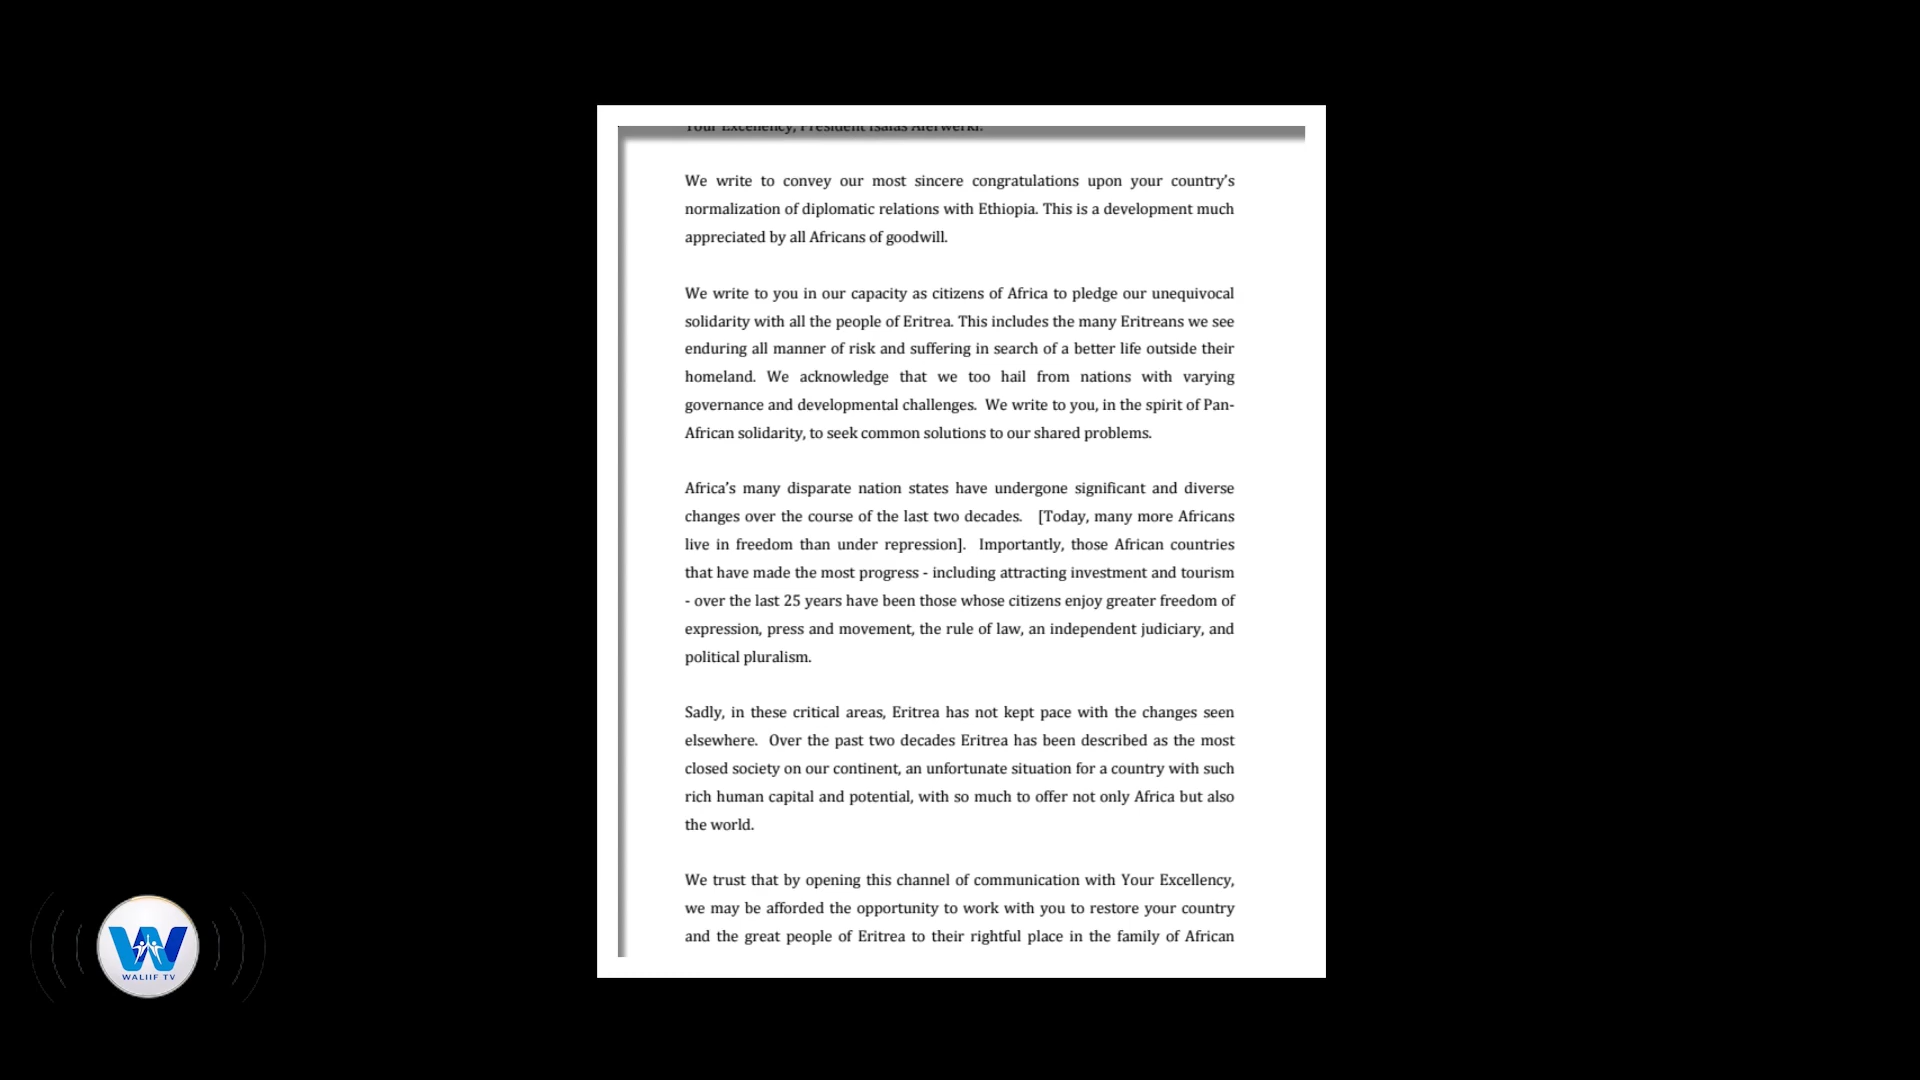 Your Excellency, President Isaias Aferwerki.
We write to convey our most sincere congratulations upon your country's
normalization of diplomatic relations with Ethiopia. This is a development much
appreciated by all Africans of goodwill.
We write to you in our capacity as citizens of Africa to pledge our unequivocal
solidarity with all the people of Eritrea. This includes the many Eritreans we see
enduring all manner of risk and suffering in search of a better life outside their
homeland. We acknowledge that we too hail from nations with varying
governance and developmental challenges. We write to you, in the spirit of Pan-
African solidarity, to seek common solutions to our shared problems.
Africa's many disparate nation states have undergone significant and diverse
changes over the course of the last two decades. [Today, many more Africans
live in freedom than under repression]. Importantly, those African countries
that have made the most progress - including attracting investment and tourism
- over the last 25 years have been those whose citizens enjoy greater freedom of
expression, press and movement, the rule of law, an independent judiciary, and
political pluralism.
Sadly, in these critical areas, Eritrea has not kept pace with the changes seen
elsewhere. Over the past two decades Eritrea has been described as the most
closed society on our continent, an unfortunate situation for a country with such
rich human capital and potential, with so much to offer not only Africa but also
the world.
We trust that by opening this channel of communication with Your Excellency,
we may be afforded the opportunity to work with you to restore your country
and the great people of Eritrea to their rightful place in the family of African
W
WALIIF TV